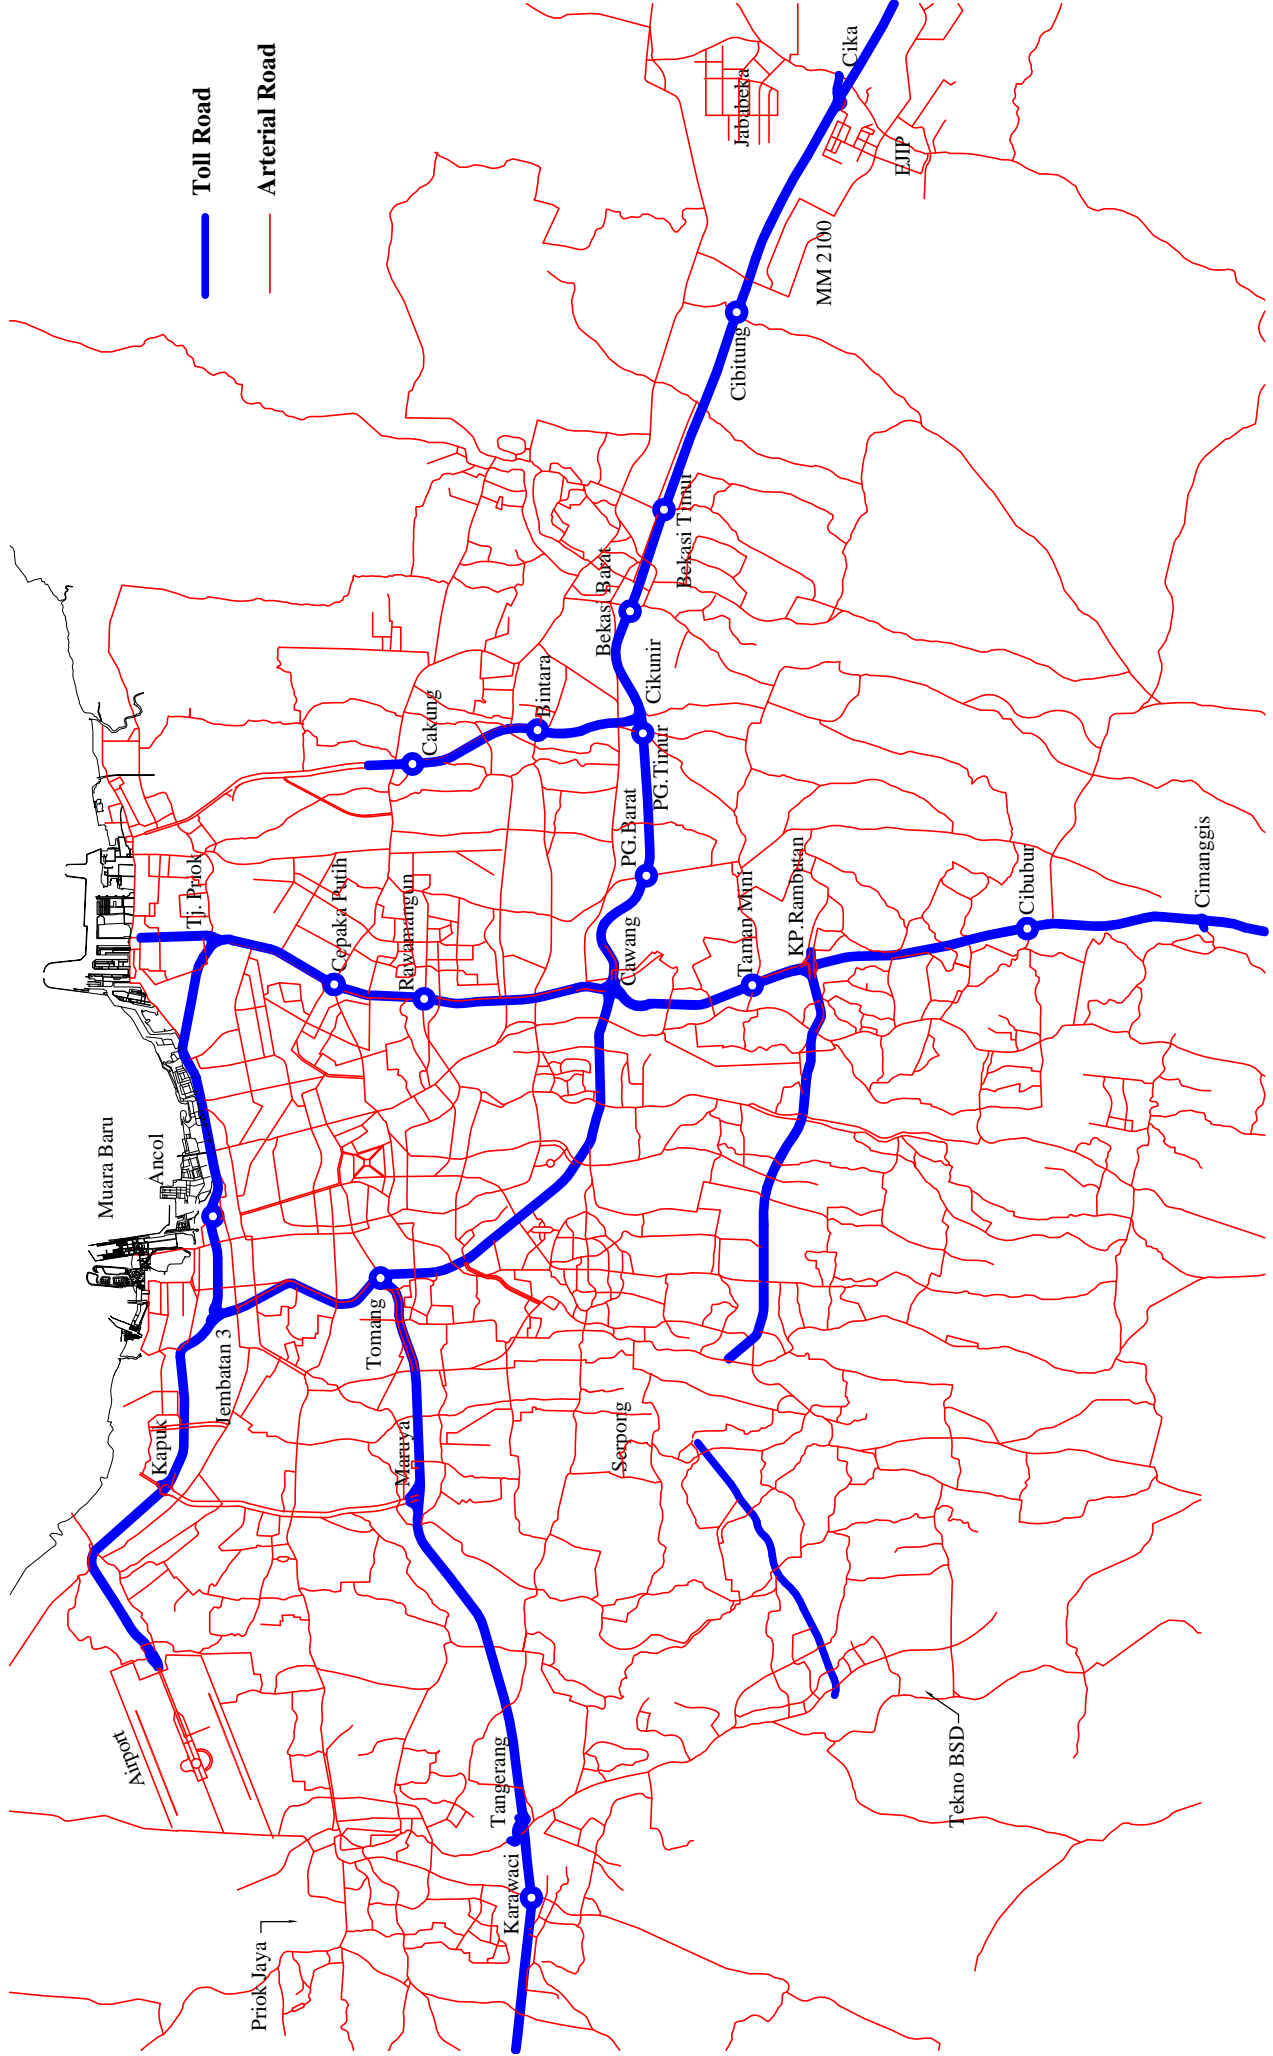 Toll Road
Arterial Road
Cika
Jababeka
EJIP
MM 2100
Cibitung
Bekasi Timur
Bekasi Barat
Cikunir
Bintara
Cakung
PG.Timur
PG.Barat
Tj. Priok
Cepaka Putih
Rawamangun
Cawang
Taman Mini
KP.Rambutan
Cibubur
Cimanggis
Muara Baru
Ancol
Tomang
Jembatan 3
Kapuk
Maruya
Serpong
Airport
Tangerang
Karawaci
Tekno BSD
Priok Jaya